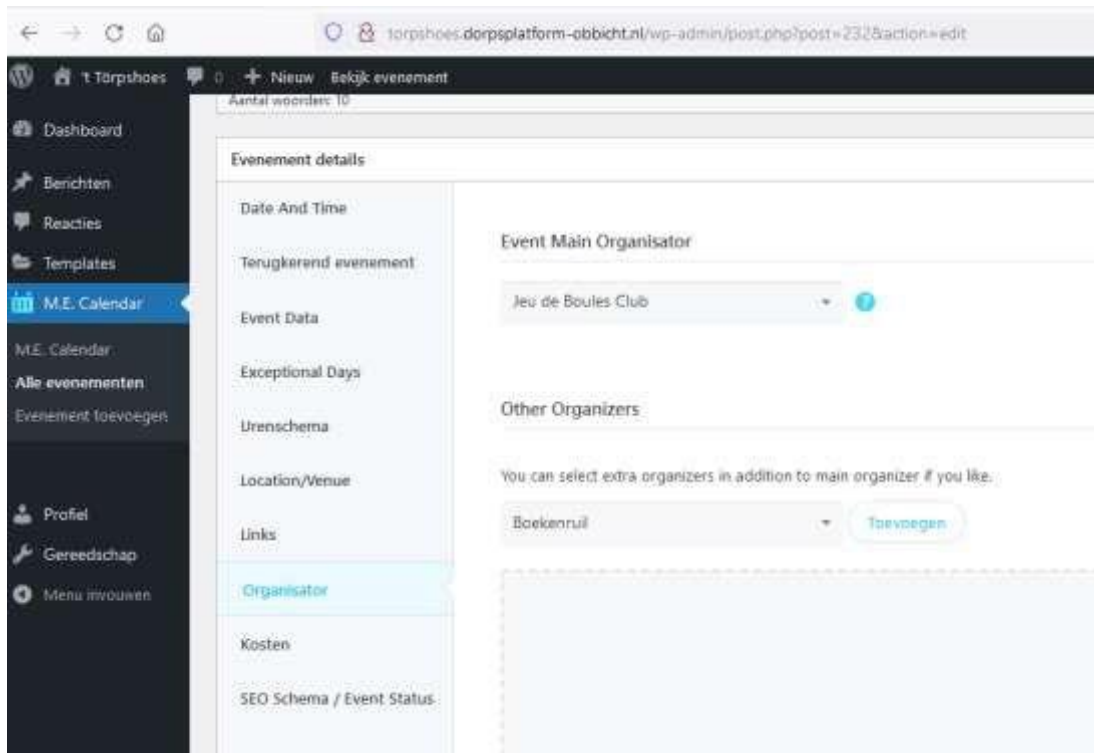 torpshoes.dorpsplatform-obbicht.nl/wp-admin/post.php?post=232&action=edit
't Törpshoes 0 + Nieuw Bekijk evenement
Aantal woorden: 10
Dashboard
Berichten
Reacties
Templates
M.E. Calendar
M.E. Calendar
Alle evenementen
Evenement toevoegen
Profiel
Gereedschap
Menu invouwen
Evenement details
Date And Time
Terugkerend evenement
Event Data
Exceptional Days
Urenschema
Location/Venue
Links
Organisator
Kosten
SEO Schema / Event Status
Event Main Organisator
Jeu de Boules Club
?
Other Organizers
You can select extra organizers in addition to main organizer if you like.
Boekenruil
Toevoegen